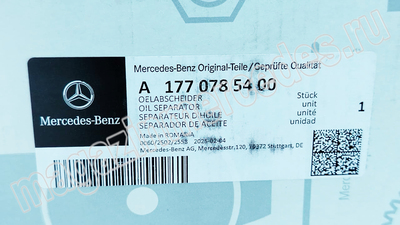 Mercedes-Benz Original-Teile/Geprüfte Qualität
A 177 078 54 00
OELABSCHEIDER
OIL SEPARATOR
SEPARATEUR D'HUILE
SEPARADOR DE ACEITE
Stück
unit
unité
unidad
1
Mercedes-Benz
Made in ROMANIA
Mercedes-Benz AG, Mercedesstr.120, 70372 Stuttgart, DE